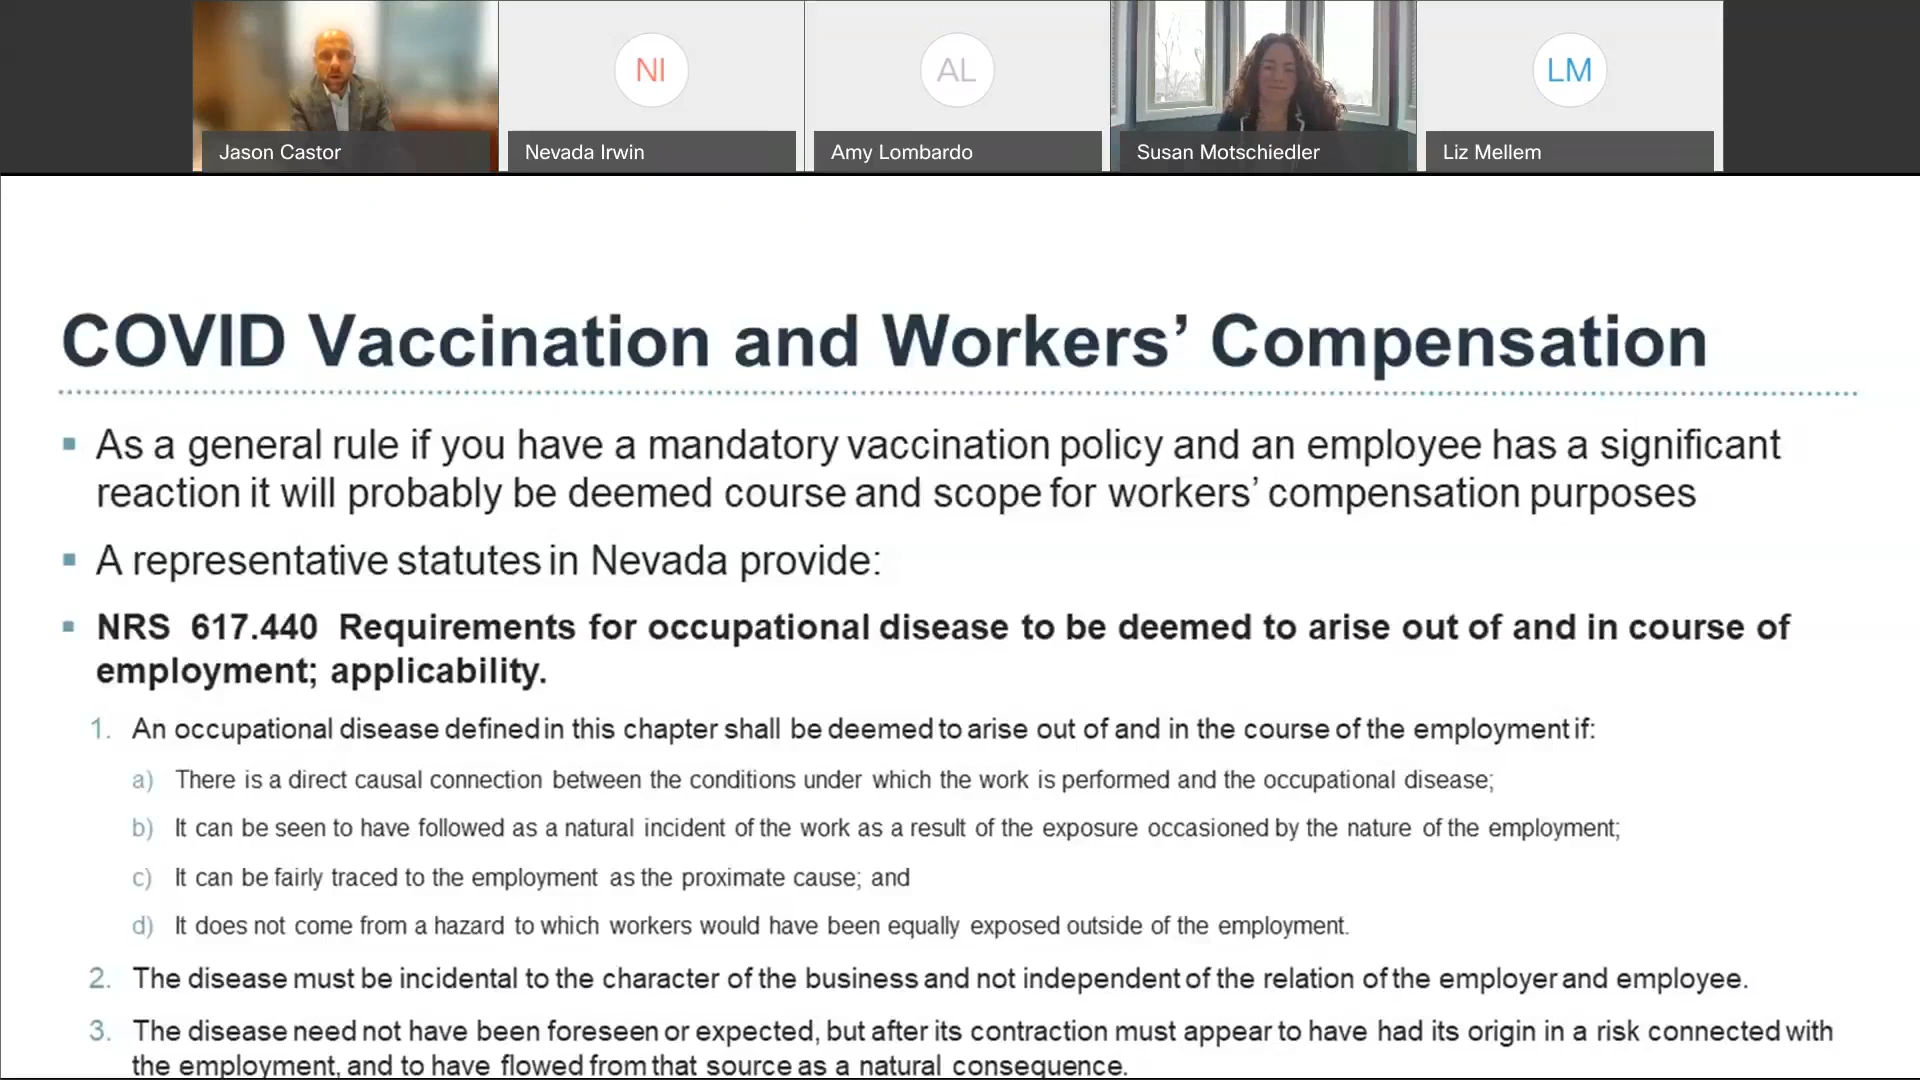 Jason Castor
NI
Nevada Irwin
AL
Amy Lombardo
Susan Motschiedler
LM
Liz Mellem
COVID Vaccination and Workers’ Compensation
As a general rule if you have a mandatory vaccination policy and an employee has a significant
reaction it will probably be deemed course and scope for workers’ compensation purposes
A representative statutes in Nevada provide:
NRS 617.440 Requirements for occupational disease to be deemed to arise out of and in course of
employment; applicability.
1. An occupational disease defined in this chapter shall be deemed to arise out of and in the course of the employment if:
a) There is a direct causal connection between the conditions under which the work is performed and the occupational disease;
b) It can be seen to have followed as a natural incident of the work as a result of the exposure occasioned by the nature of the employment;
c) It can be fairly traced to the employment as the proximate cause; and
d) It does not come from a hazard to which workers would have been equally exposed outside of the employment.
2. The disease must be incidental to the character of the business and not independent of the relation of the employer and employee.
3. The disease need not have been foreseen or expected, but after its contraction must appear to have had its origin in a risk connected with
the employment, and to have flowed from that source as a natural consequence.